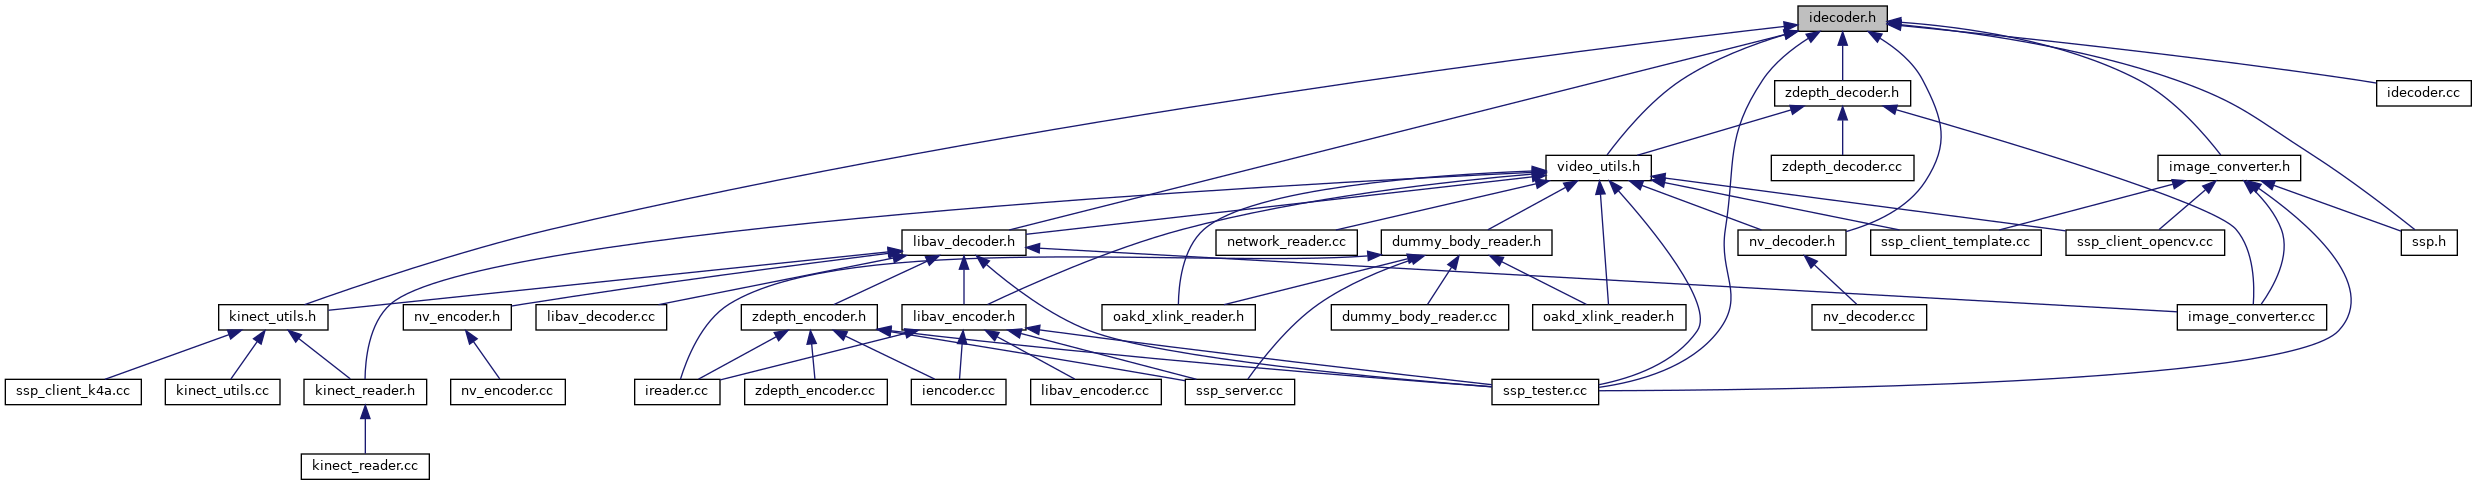 idecoder.h
zdepth_decoder.h
idecoder.cc
video_utils.h
zdepth_decoder.cc
image_converter.h
libav_decoder.h
network_reader.cc
dummy_body_reader.h
nv_decoder.h
ssp_client_template.cc
ssp_client_opencv.cc
ssp.h
kinect_utils.h
nv_encoder.h
libav_decoder.cc
zdepth_encoder.h
libav_encoder.h
oakd_xlink_reader.h
dummy_body_reader.cc
oakd_xlink_reader.h
nv_decoder.cc
image_converter.cc
ssp_client_k4a.cc
kinect_utils.cc
kinect_reader.h
nv_encoder.cc
ireader.cc
zdepth_encoder.cc
iencoder.cc
libav_encoder.cc
ssp_server.cc
ssp_tester.cc
kinect_reader.cc